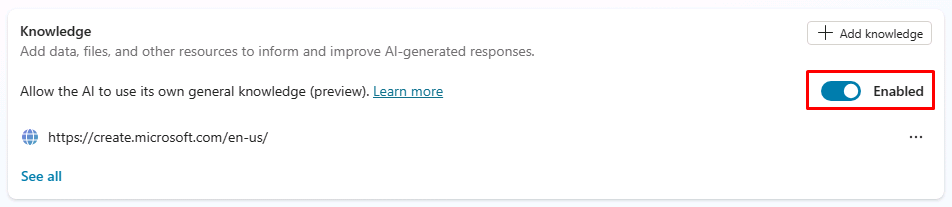 Knowledge
Add data, files, and other resources to inform and improve AI-generated responses.
Add knowledge
Allow the AI to use its own general knowledge (preview). Learn more
Enabled
https://create.microsoft.com/en-us/
See all